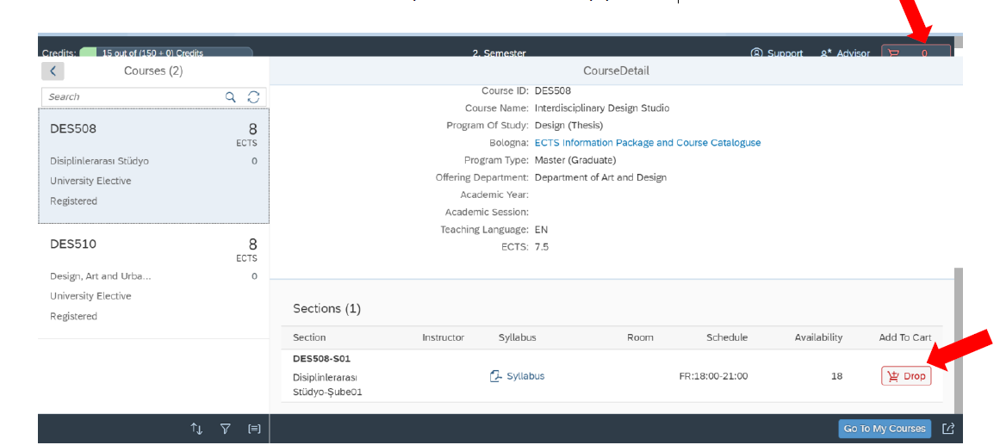 Credits: 15 out of (150 + 0) Credits 2. Semester Support Advisor 0
Courses (2)
CourseDetail
Search
DES508 8
ECTS
Disiplinlerarası Stüdyo 0
University Elective
Registered
DES510 8
ECTS
Design, Art and Urba... 0
University Elective
Registered
Course ID: DES508
Course Name: Interdisciplinary Design Studio
Program Of Study: Design (Thesis)
Bologna: ECTS Information Package and Course Cataloguse
Program Type: Master (Graduate)
Offering Department: Department of Art and Design
Academic Year:
Academic Session:
Teaching Language: EN
ECTS: 7.5
Sections (1)
Section Instructor Syllabus Room Schedule Availability Add To Cart
DES508-S01
Disiplinlerarası
Stüdyo-Şube01
Syllabus FR:18:00-21:00 18 Drop
Go To My Courses